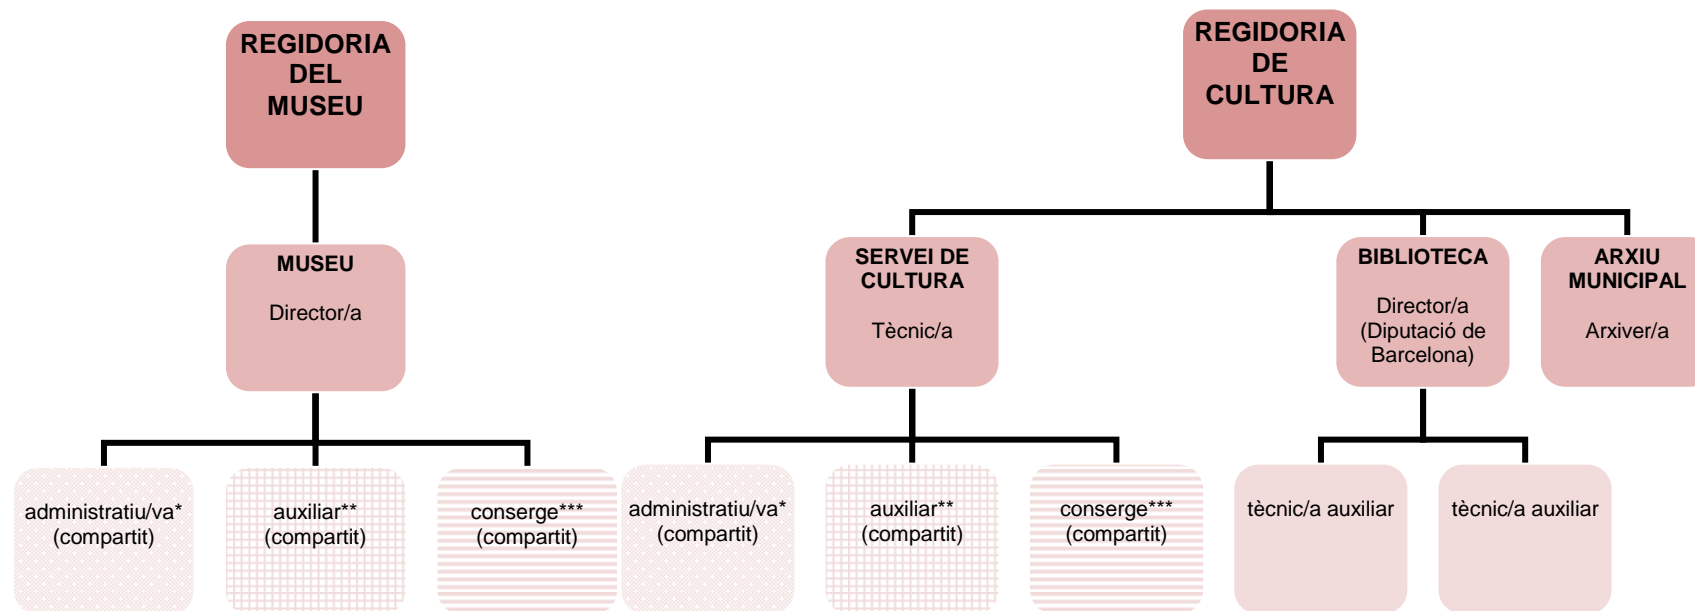 REGIDORIA
DEL
MUSEU
REGIDORIA
DE
CULTURA
MUSEU
Director/a
SERVEI DE
CULTURA
Tècnic/a
BIBLIOTECA
Director/a
(Diputació de
Barcelona)
ARXIU
MUNICIPAL
Arxiver/a
administratiu/va*
(compartit)
auxiliar**
(compartit)
conserge***
(compartit)
administratiu/va*
(compartit)
auxiliar**
(compartit)
conserge***
(compartit)
tècnic/a auxiliar
tècnic/a auxiliar